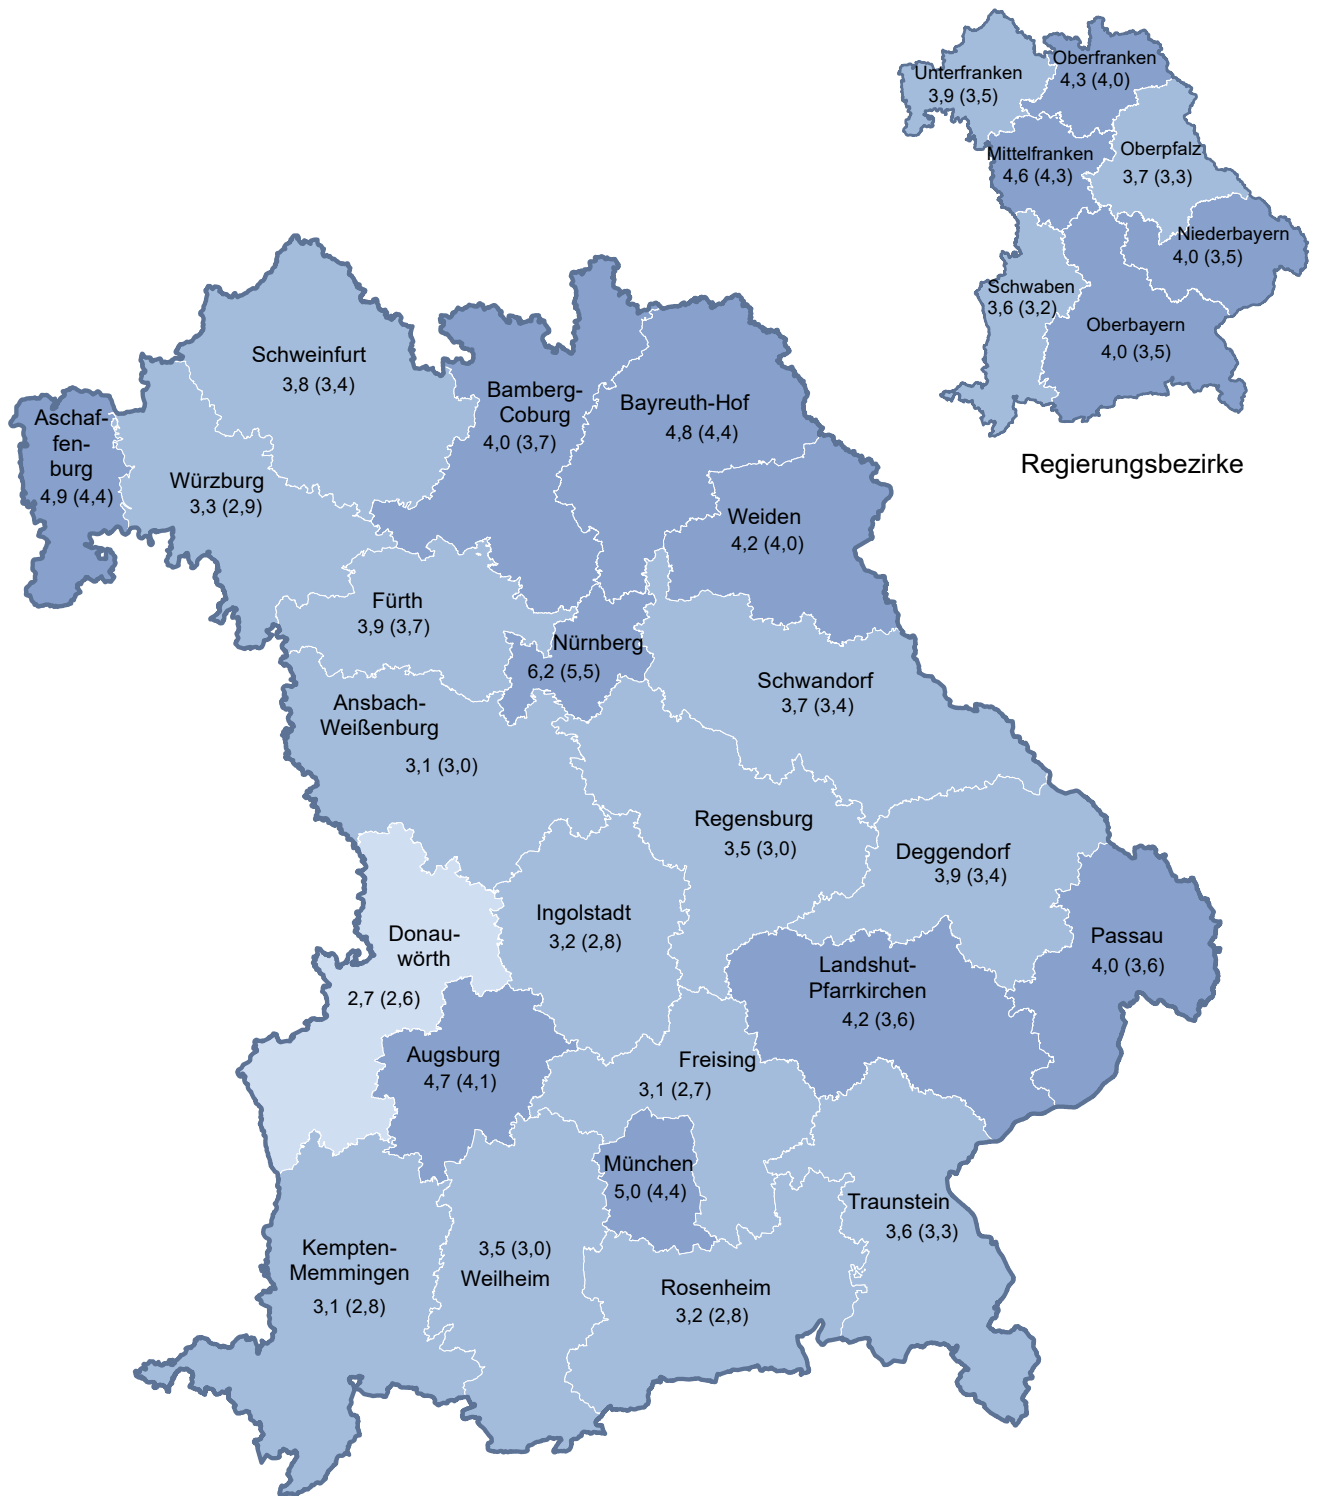 Unterfranken
3,9 (3,5)
Oberfranken
4,3 (4,0)
Mittelfranken
4,6 (4,3)
Oberpfalz
3,7 (3,3)
Niederbayern
4,0 (3,5)
Schwaben
3,6 (3,2)
Oberbayern
4,0 (3,5)
Regierungsbezirke
Schweinfurt
3,8 (3,4)
Bamberg-
Coburg
4,0 (3,7)
Bayreuth-Hof
4,8 (4,4)
Aschaf-
fen-
burg
4,9 (4,4)
Würzburg
3,3 (2,9)
Weiden
4,2 (4,0)
Fürth
3,9 (3,7)
Nürnberg
6,2 (5,5)
Schwandorf
3,7 (3,4)
Ansbach-
Weißenburg
3,1 (3,0)
Regensburg
3,5 (3,0)
Deggendorf
3,9 (3,4)
Ingolstadt
3,2 (2,8)
Donau-
wörth
2,7 (2,6)
Passau
4,0 (3,6)
Landshut-
Pfarrkirchen
4,2 (3,6)
Augsburg
4,7 (4,1)
Freising
3,1 (2,7)
München
5,0 (4,4)
Traunstein
3,6 (3,3)
Kempten-
Memmingen
3,1 (2,8)
3,5 (3,0)
Weilheim
Rosenheim
3,2 (2,8)